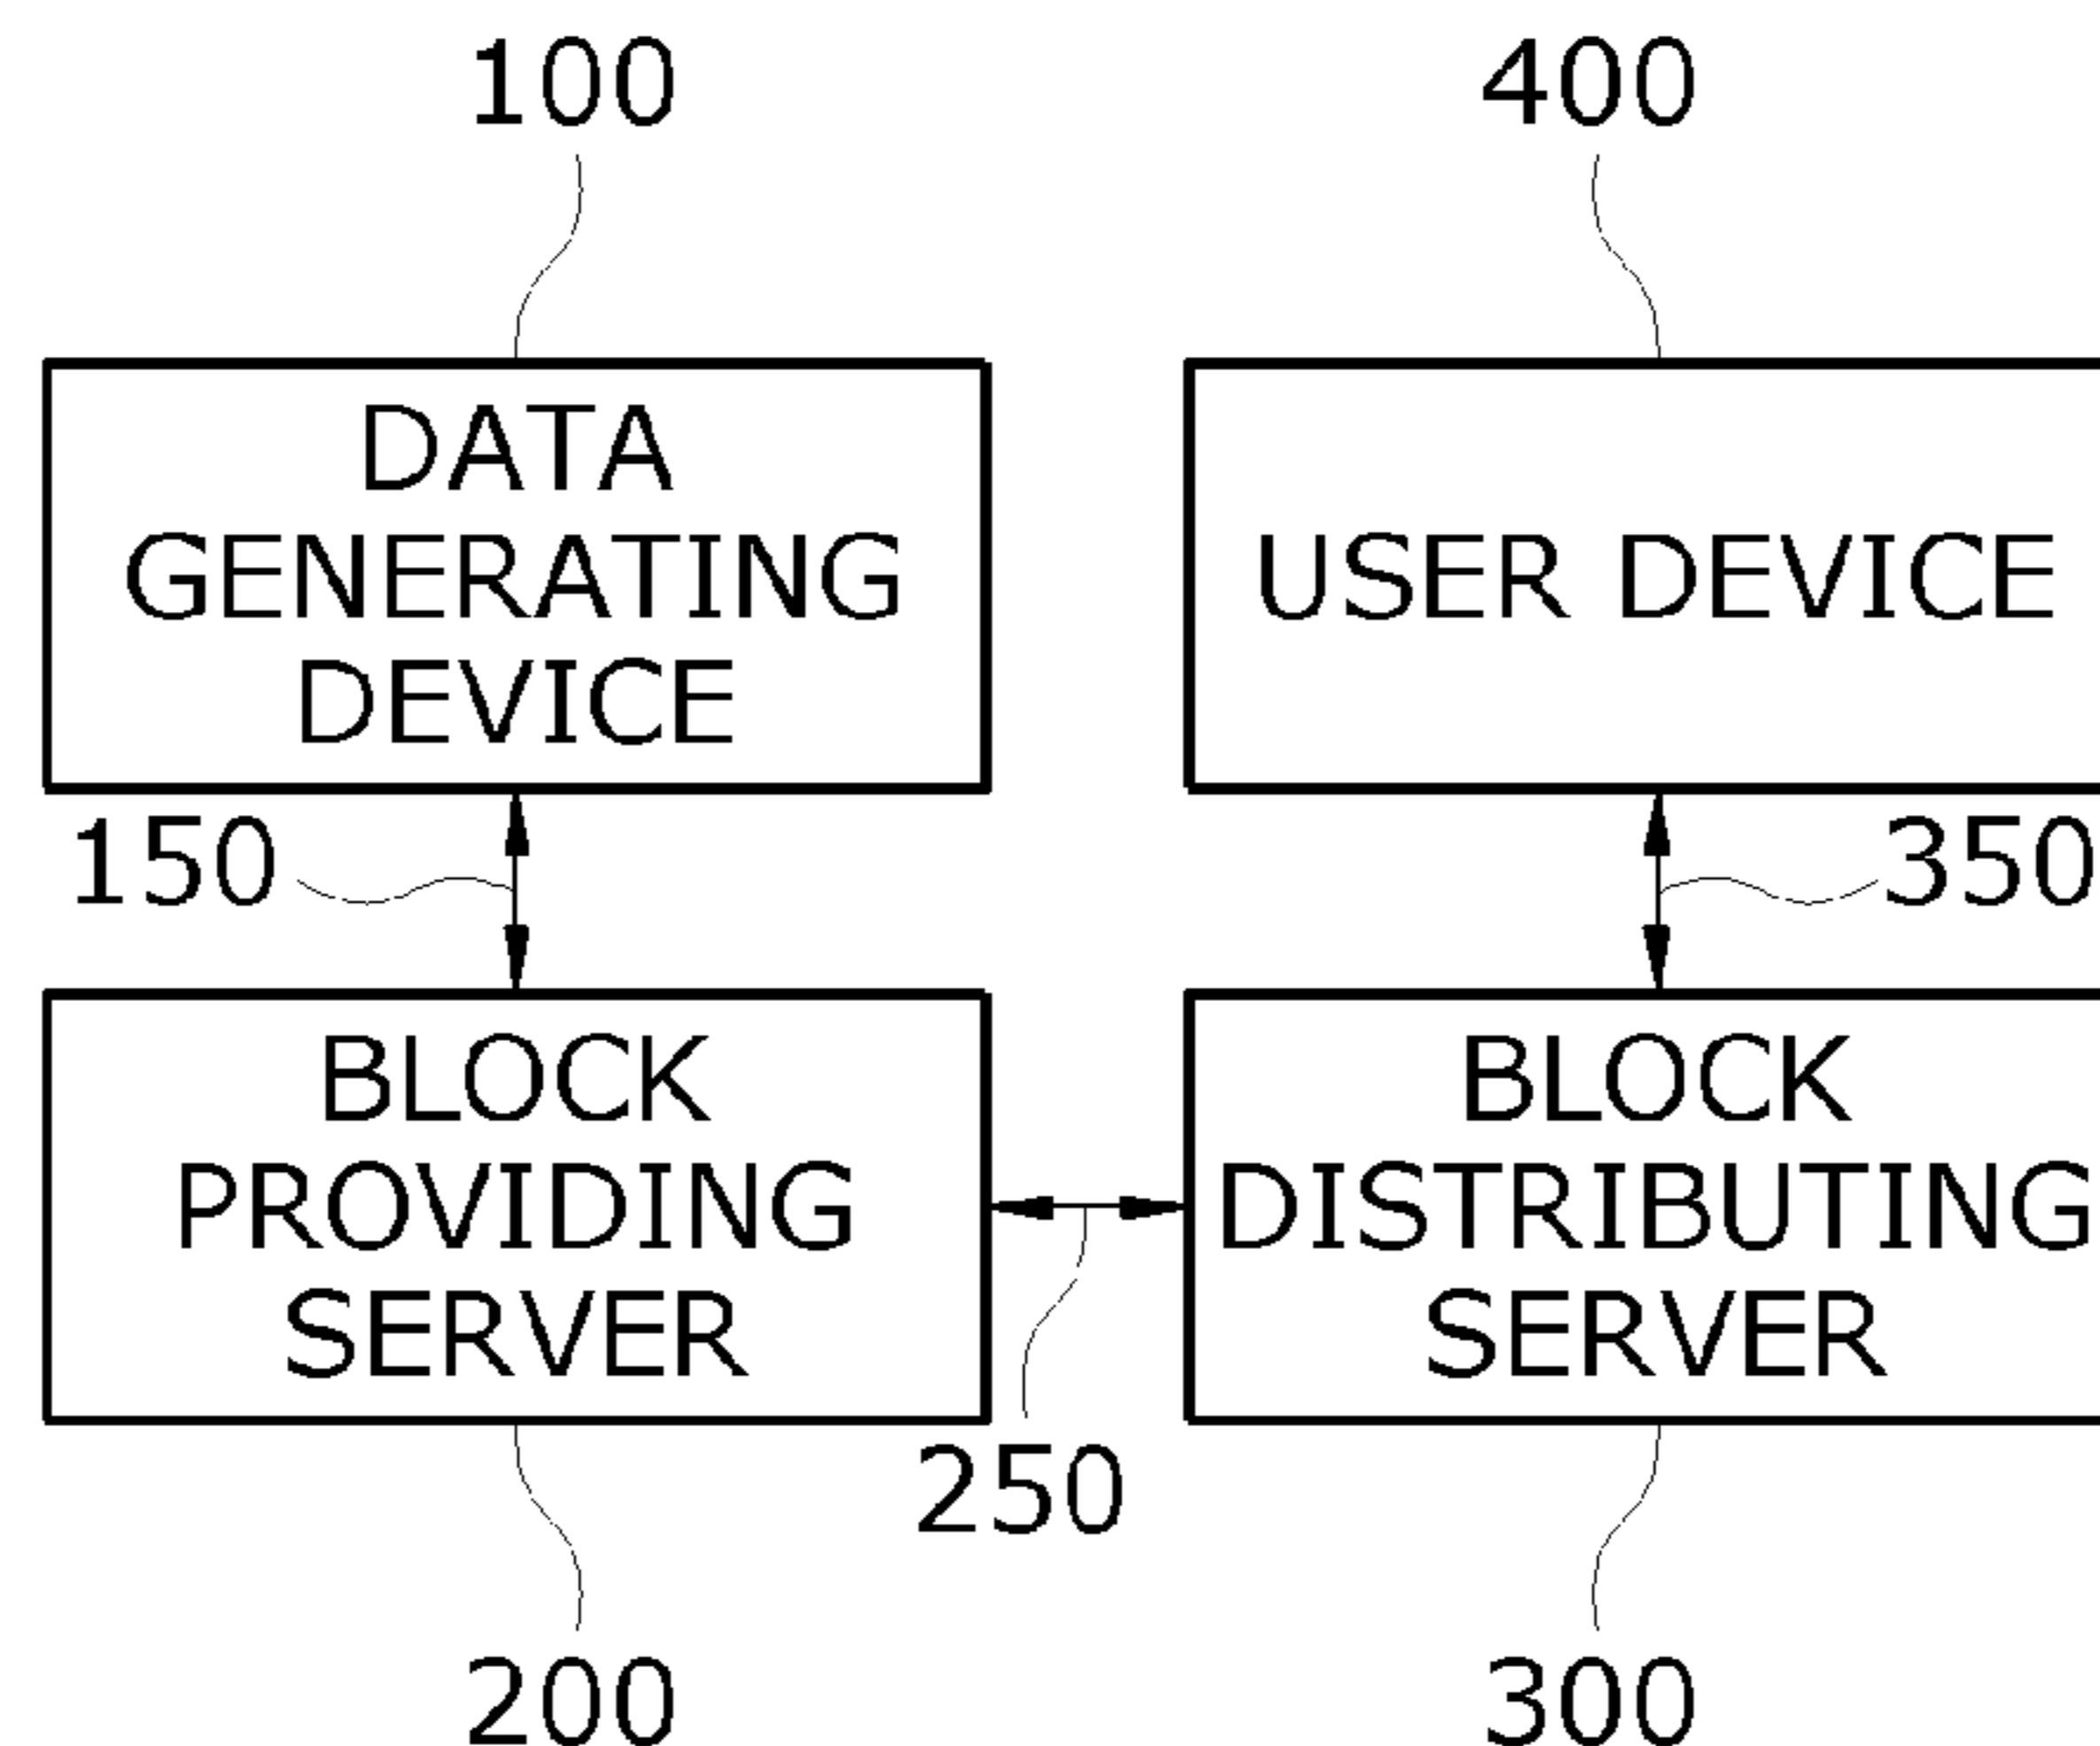 100
400
DATA
GENERATING
DEVICE
USER DEVICE
150
350
BLOCK
PROVIDING
SERVER
BLOCK
DISTRIBUTING
SERVER
250
200
300